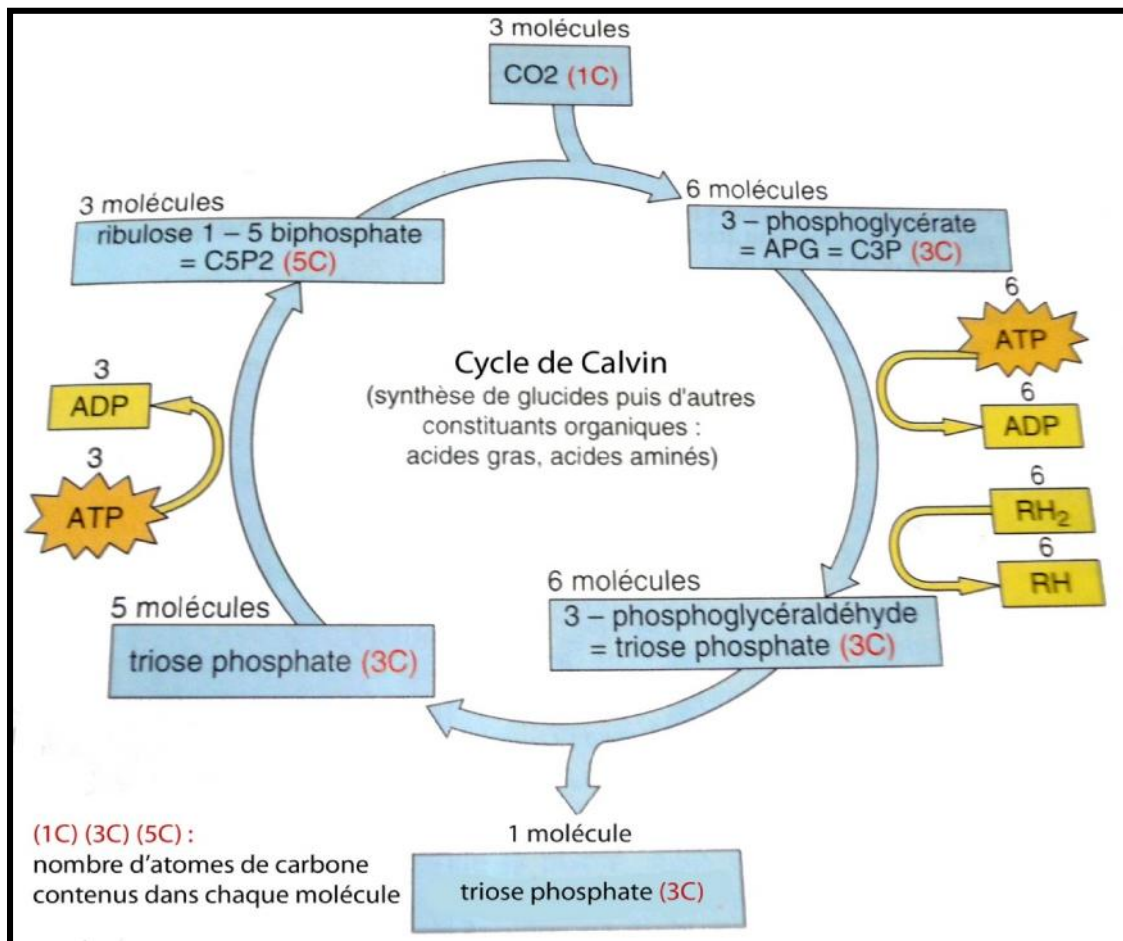 3 molécules
CO2 (1C)
3 molécules
ribulose 1 – 5 biphosphate
= C5P2 (5C)
6 molécules
3 – phosphoglycérate
= APG = C3P (3C)
6
ATP
6
ADP
6
RH₂
6
RH
Cycle de Calvin
(synthèse de glucides puis d'autres
constituants organiques :
acides gras, acides aminés)
3
ADP
3
ATP
6 molécules
3 – phosphoglycéraldéhyde
= triose phosphate (3C)
5 molécules
triose phosphate (3C)
1 molécule
triose phosphate (3C)
(1C) (3C) (5C) :
nombre d'atomes de carbone
contenus dans chaque molécule